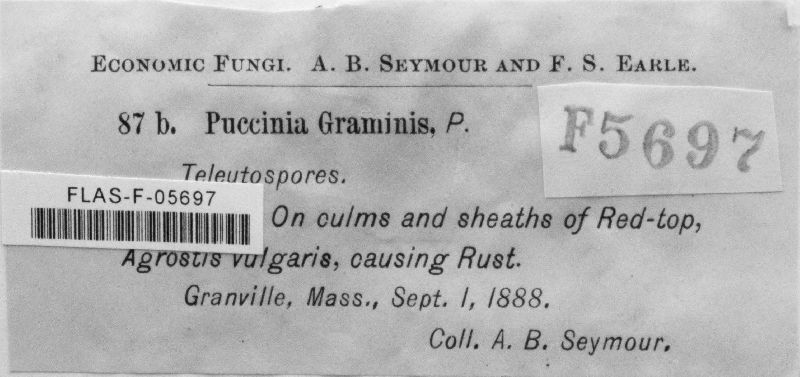 ECONOMIC FUNGI. A. B. SEYMOUR AND F. S. EARLE.
87 b. Puccinia Graminis, P.
F5697
Teleutospores.
FLAS-F-05697
On culms and sheaths of Red-top,
Agrostis vulgaris, causing Rust.
Granville, Mass., Sept. 1, 1888.
Coll. A. B. Seymour.